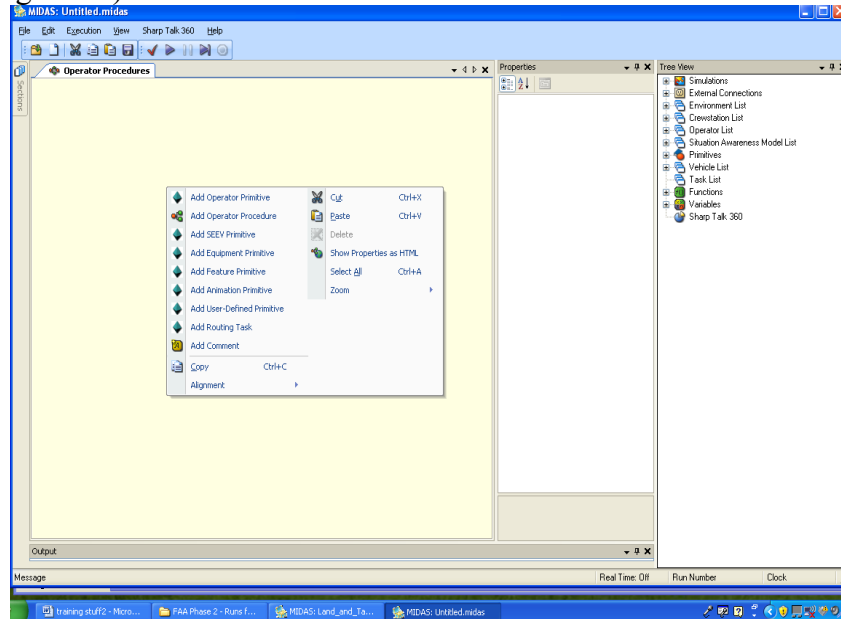 MIDAS: Untitled.midas
File Edit Execution View Sharp Talk 360 Help
Operator Procedures
Sections
Add Operator Primitive
Add Operator Procedure
Add SEEV Primitive
Add Equipment Primitive
Add Feature Primitive
Add Animation Primitive
Add User-Defined Primitive
Add Routing Task
Add Comment
Copy Ctrl+C
Alignment
Cut Ctrl+X
Paste Ctrl+V
Delete
Show Properties as HTML
Select All Ctrl+A
Zoom
Properties
Tree View
Simulations
External Connections
Environment List
Crewstation List
Operator List
Situation Awareness Model List
Primitives
Vehicle List
Task List
Functions
Variables
Sharp Talk 360
Output
Message Real Time: Off Run Number Clock
training stuff2 - Micro... FAA Phase 2 - Runs f... MIDAS: Land_and_Ta... MIDAS: Untitled.midas